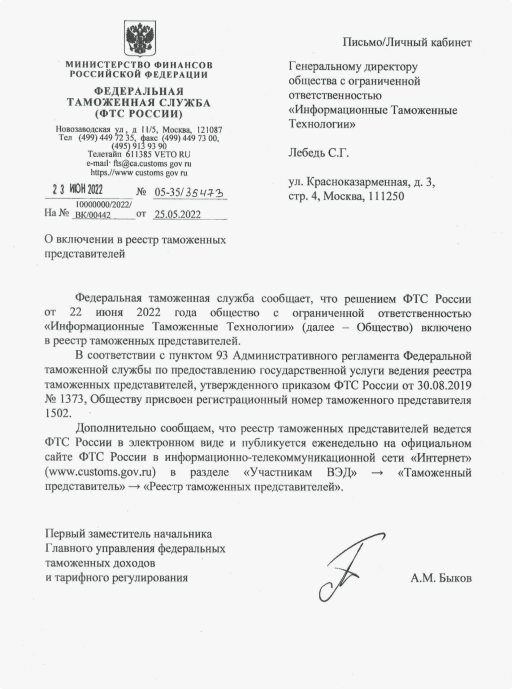 Письмо/Личный кабинет
МИНИСТЕРСТВО ФИНАНСОВ
РОССИЙСКОЙ ФЕДЕРАЦИИ
ФЕДЕРАЛЬНАЯ
ТАМОЖЕННАЯ СЛУЖБА
(ФТС РОССИИ)
Новозаводская ул., д 11/5, Москва, 121087
Тел (499) 449 72 35, факс (499) 449 73 00,
(495) 913 93 90
Телетайп 611385 VETO RU
e-mail· fts@ca.customs gov ru
https.//www customs gov ru
23 ИЮН 2022 № 05-35/35473
На № 10000000/2022/
ВК/00442 от 25.05.2022
Генеральному директору
общества с ограниченной
ответственностью
«Информационные Таможенные
Технологии»
Лебедь С.Г.
ул. Красноказарменная, д. 3,
стр. 4, Москва, 111250
О включении в реестр таможенных
представителей
Федеральная таможенная служба сообщает, что решением ФТС России
от 22 июня 2022 года общество с ограниченной ответственностью
«Информационные Таможенные Технологии» (далее – Общество) включено
в реестр таможенных представителей.
В соответствии с пунктом 93 Административного регламента Федеральной
таможенной службы по предоставлению государственной услуги ведения реестра
таможенных представителей, утвержденного приказом ФТС России от 30.08.2019
№ 1373, Обществу присвоен регистрационный номер таможенного представителя
1502.
Дополнительно сообщаем, что реестр таможенных представителей ведется
ФТС России в электронном виде и публикуется еженедельно на официальном
сайте ФТС России в информационно-телекоммуникационной сети «Интернет»
(www.customs.gov.ru) в разделе «Участникам ВЭД» → «Таможенный
представитель» → «Реестр таможенных представителей».
Первый заместитель начальника
Главного управления федеральных
таможенных доходов
и тарифного регулирования
А.М. Быков